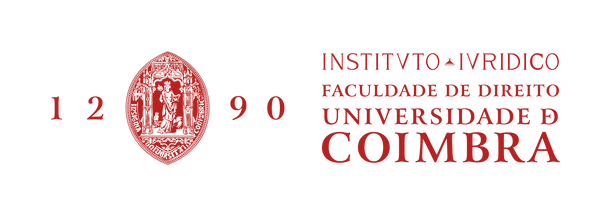 12 90
INSTITVTO IVRIDICO
FACULDADE DE DIREITO
UNIVERSIDADE Ð
COIMBRA